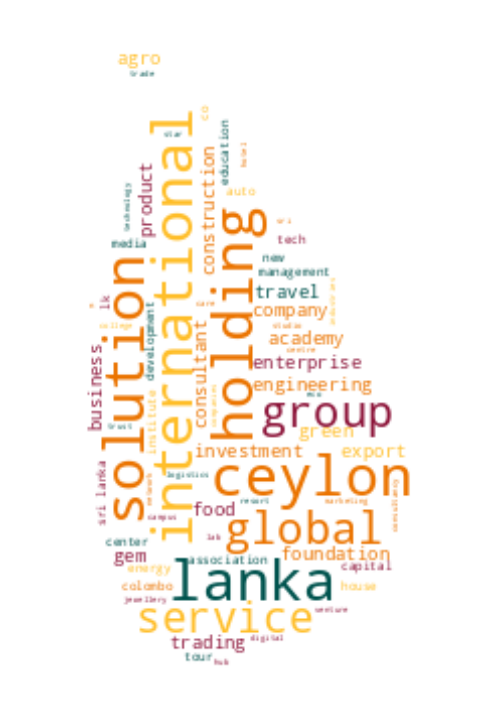 agro
trade
co
star
international
education
hotel
construction
product
technology
auto
holding
sri
tech
media
new
management
solution
travel
lk
development
care
company
college
studio
academy
consultant
centre
business
enterprise
engineering
eco
companies
institute
group
trust
green
investment
export
sri lanka
network
logistics
ceylon
resort
marketing
consultancy
food
campus
global
lab
center
gem
association
foundation
capital
energy
lanka
colombo
house
jewellery
service
venture
trading
digital
tour
hub